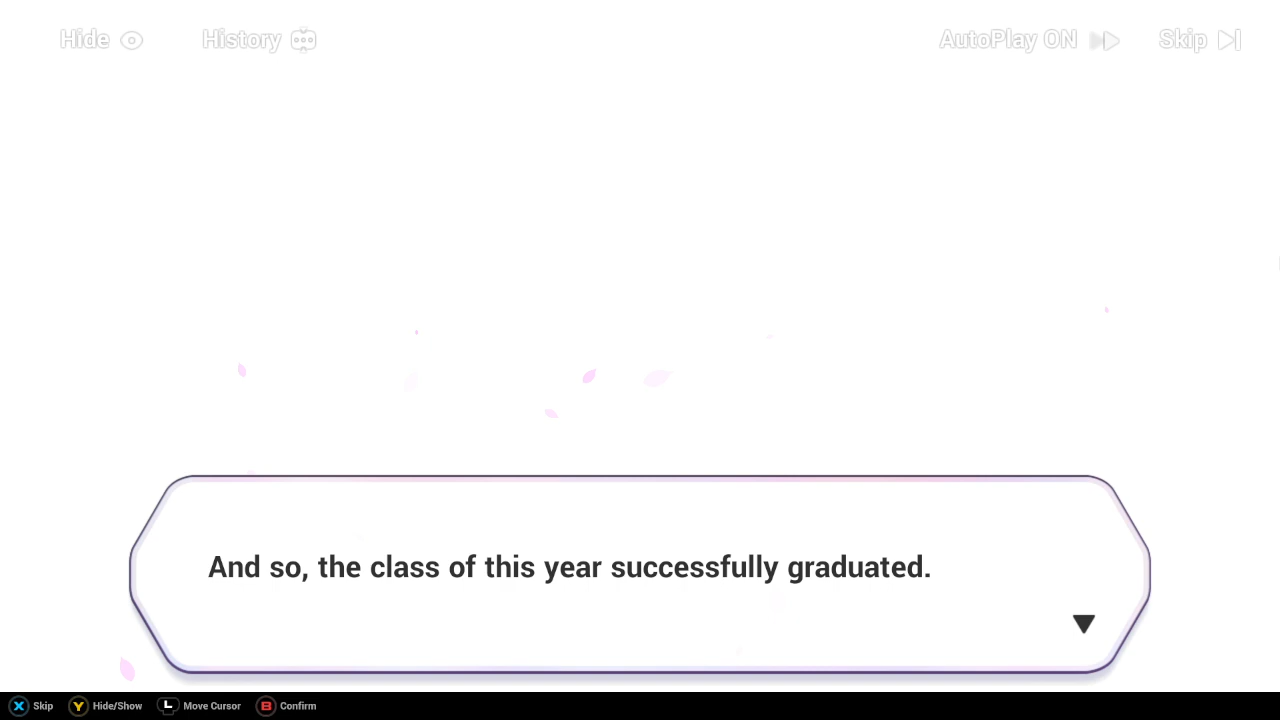 Hide
History
AutoPlay ON
Skip
And so, the class of this year successfully graduated.
X Skip
Y Hide/Show
L Move Cursor
B Confirm